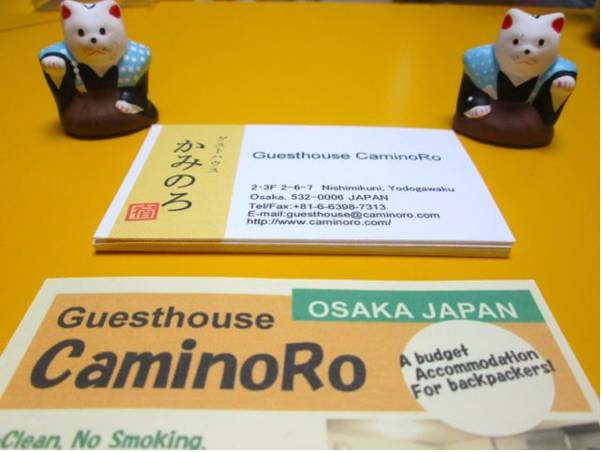 ゲストハウス
かみのろ
宿
Guesthouse CaminoRo
2・3F 2-6-7 Nishimikuni, Yodogawaku
Osaka, 532-0006 JAPAN
Tel/Fax:+81-6-6398-7313
E-mail:guesthouse@caminoro.com
http://www.caminoro.com/
OSAKA JAPAN
Guesthouse
CaminoRo
A budget
Accommodation
For backpackers!
Clean, No Smoking,